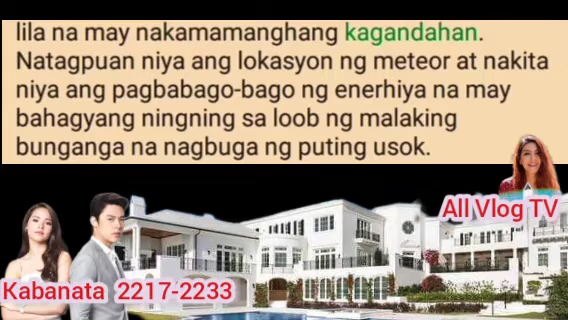 lila na may nakamamanghang kagandahan.
Natagpuan niya ang lokasyon ng meteor at nakita
niya ang pagbabago-bago ng enerhiya na may
bahagyang ningning sa loob ng malaking
bunganga na nagbuga ng puting usok.
All Vlog TV
Kabanata 2217-2233